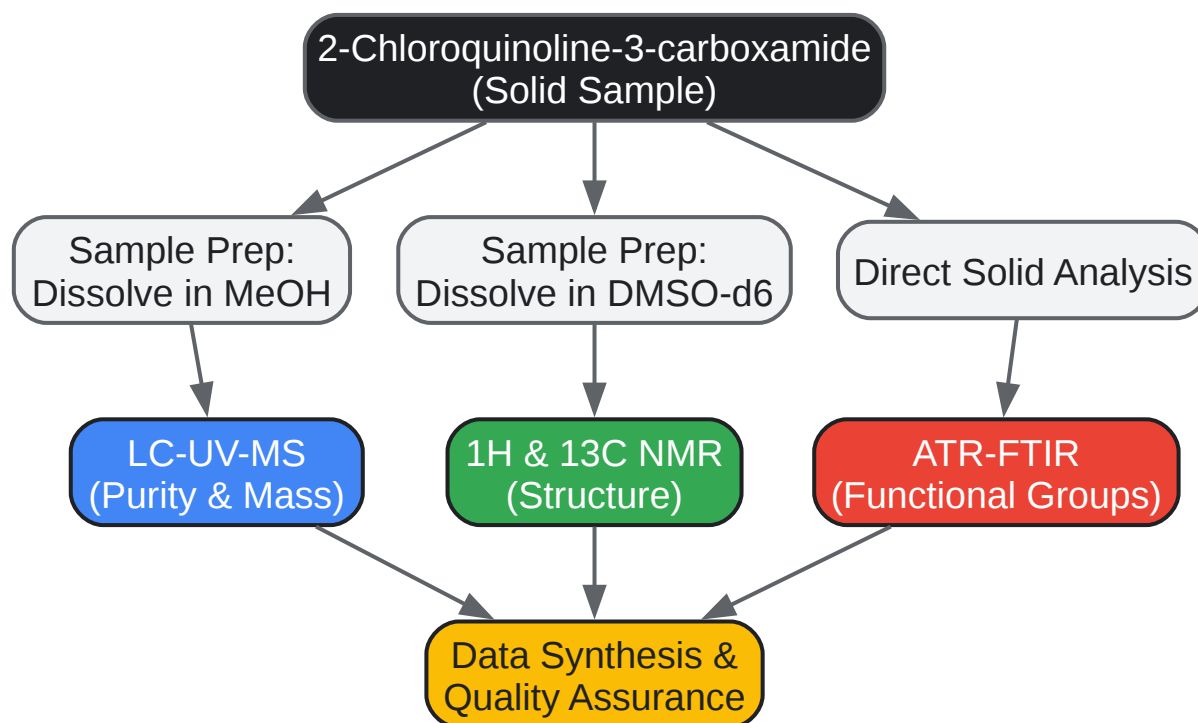 2-Chloroquinoline-3-carboxamide
(Solid Sample)
Sample Prep:
Dissolve in MeOH
Sample Prep:
Dissolve in DMSO-d6
Direct Solid Analysis
LC-UV-MS
(Purity & Mass)
1H & 13C NMR
(Structure)
ATR-FTIR
(Functional Groups)
Data Synthesis &
Quality Assurance